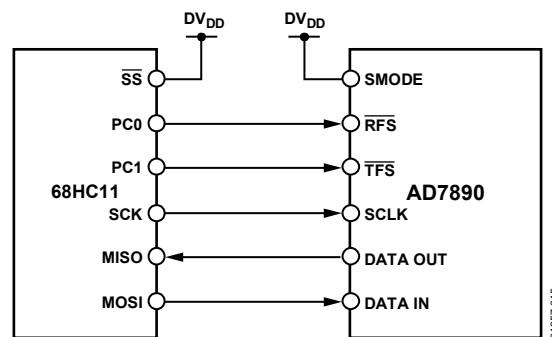 DVDD DVDD
SS SMODE
PC0 RFS
PC1 TFS
68HC11 AD7890
SCK SCLK
MISO DATA OUT
MOSI DATA IN